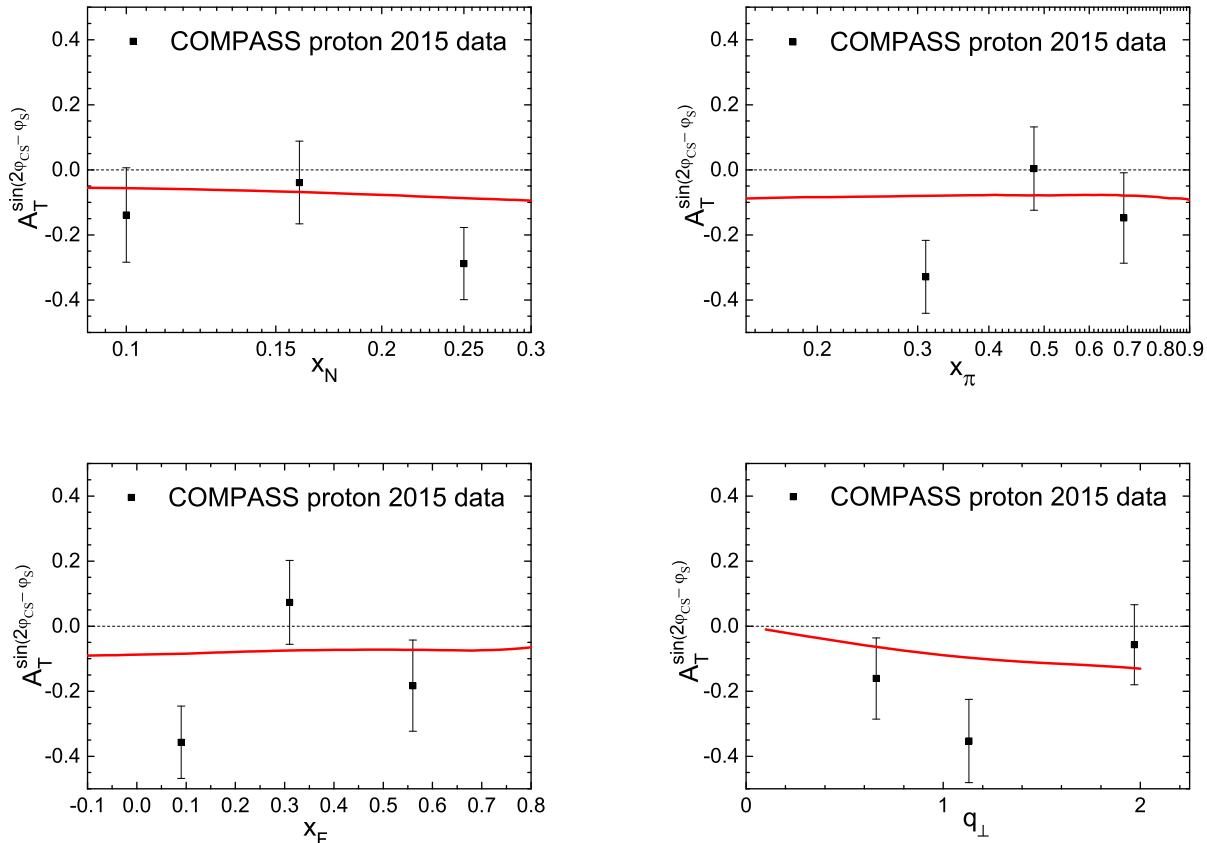 0.4
COMPASS proton 2015 data
0.2
0.0
-0.2
-0.4
A_T^sin(2φ_CS−φ_S)
0.1 0.15 0.2 0.25 0.3
x_N
0.4
COMPASS proton 2015 data
0.2
0.0
-0.2
-0.4
A_T^sin(2φ_CS−φ_S)
0.2 0.3 0.4 0.5 0.6 0.7 0.8 0.9
x_π
0.4
COMPASS proton 2015 data
0.2
0.0
-0.2
-0.4
A_T^sin(2φ_CS−φ_S)
-0.1 0.0 0.1 0.2 0.3 0.4 0.5 0.6 0.7 0.8
x_F
0.4
COMPASS proton 2015 data
0.2
0.0
-0.2
-0.4
A_T^sin(2φ_CS−φ_S)
0 1 2
q_⊥